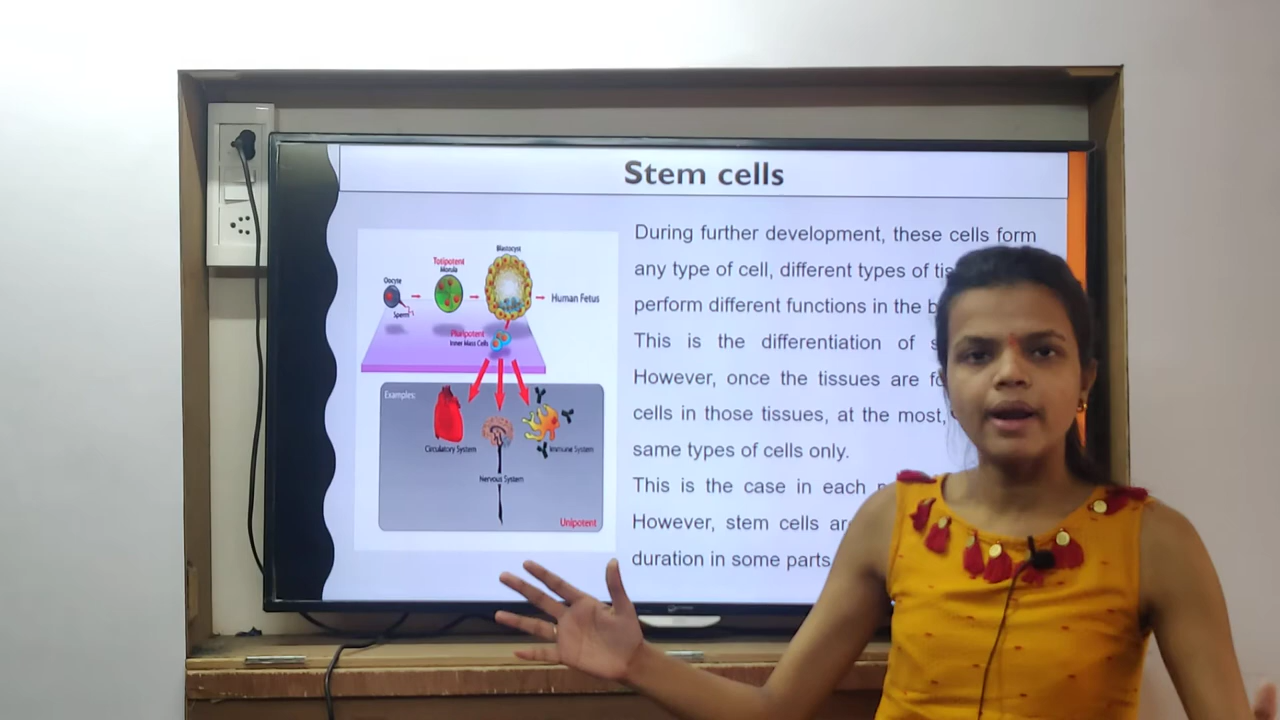 Stem cells
During further development, these cells form
any type of cell, different types of
perform different functions in the
This is the differentiation of
However, once the tissues are
cells in those tissues, at the most,
same types of cells only.
This is the case in each
However, stem cells
duration in some parts
Blastocyst
Totipotent
Morula
Oocyte
Sperm
Human Fetus
Pluripotent
Inner Mass Cells
Examples:
Circulatory System
Immune System
Nervous System
Unipotent